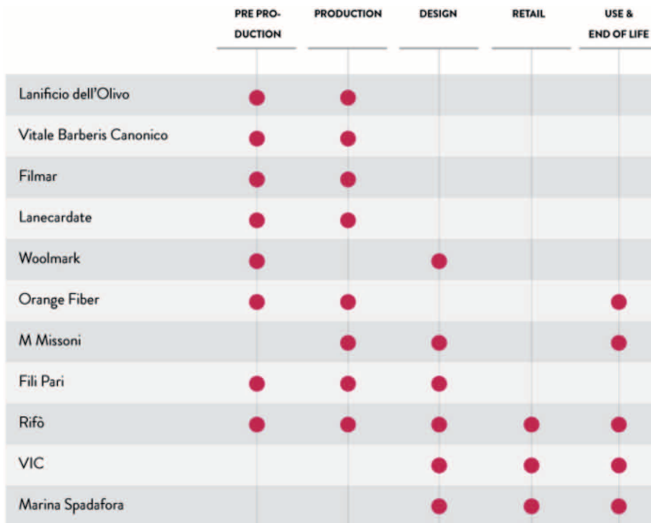 PRE PRO-
DUCTION
PRODUCTION
DESIGN
RETAIL
USE &
END OF LIFE
Lanificio dell'Olivo
Vitale Barberis Canonico
Filmar
Lanecardate
Woolmark
Orange Fiber
M Missoni
Fili Pari
Rifò
VIC
Marina Spadafora